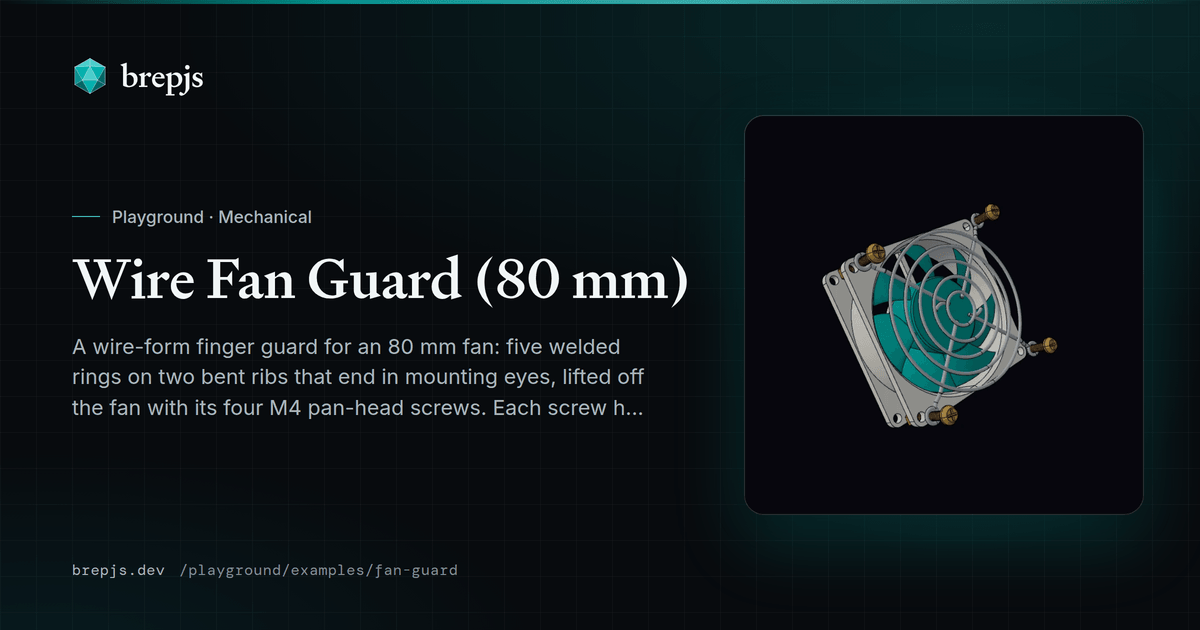 brepjs
Playground · Mechanical
Wire Fan Guard (80 mm)
A wire-form finger guard for an 80 mm fan: five welded
rings on two bent ribs that end in mounting eyes, lifted off
the fan with its four M4 pan-head screws. Each screw h…
brepjs.dev /playground/examples/fan-guard